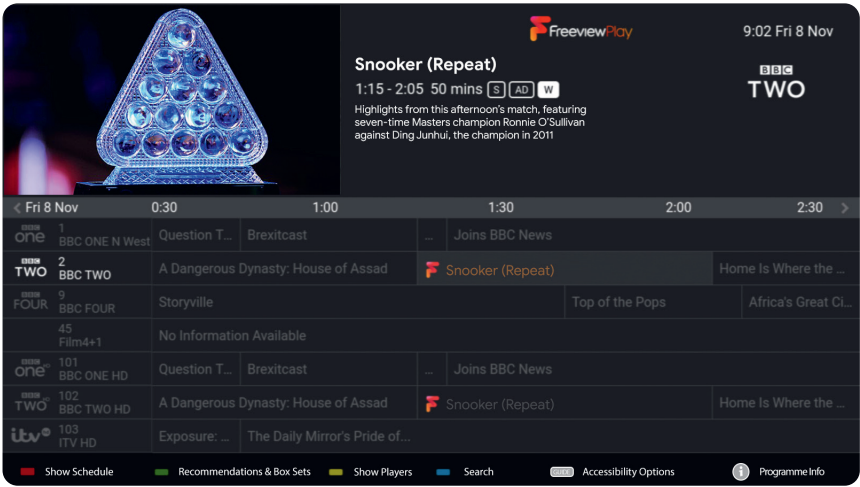 FreeviewPlay
9:02 Fri 8 Nov
Snooker (Repeat)
1:15 - 2:05 50 mins S AD W
BBC
TWO
Highlights from this afternoon's match, featuring
seven-time Masters champion Ronnie O'Sullivan
against Ding Junhui, the champion in 2011
< Fri 8 Nov 0:30 1:00 1:30 2:00 2:30 >
BBC one 1 BBC ONE N West Question T... Brexitcast ... Joins BBC News
BBC TWO 2 BBC TWO A Dangerous Dynasty: House of Assad Snooker (Repeat) Home Is Where the ...
BBC FOUR 9 BBC FOUR Storyville Top of the Pops Africa's Great Ci...
45 Film4+1 No Information Available
BBC one HD 101 BBC ONE HD Question T... Brexitcast ... Joins BBC News
BBC TWO HD 102 BBC TWO HD A Dangerous Dynasty: House of Assad Snooker (Repeat) Home Is Where the ...
itv HD 103 ITV HD Exposure: ... The Daily Mirror's Pride of...
Show Schedule Recommendations & Box Sets Show Players Search GUIDE Accessibility Options i Programme Info